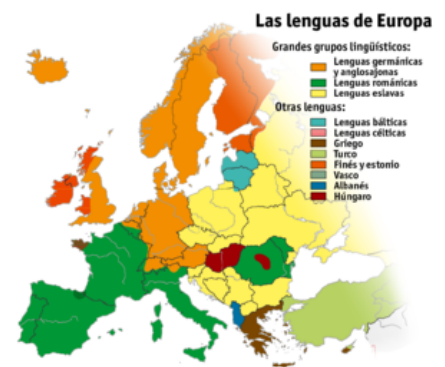 Las lenguas de Europa
Grandes grupos lingüísticos:
Lenguas germánicas
y anglosajonas
Lenguas románicas
Lenguas eslavas
Otras lenguas:
Lenguas bálticas
Lenguas célticas
Griego
Turco
Finés y estonio
Vasco
Albanés
Húngaro